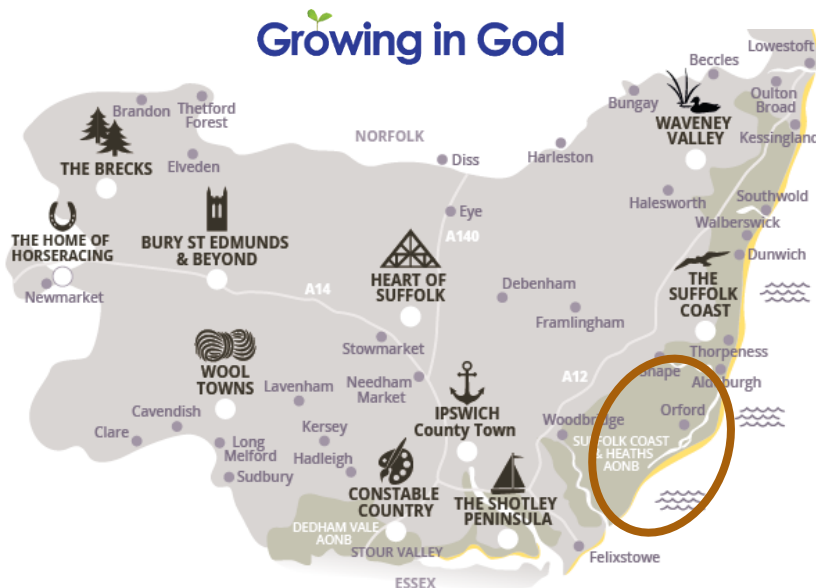 Growing in God
Lowestoft
Beccles
Oulton
Broad
Bungay
Brandon
Thetford
Forest
WAVENEY
VALLEY
NORFOLK
Kessingland
Diss
Harleston
THE BRECKS
Elveden
Halesworth
Southwold
Eye
Walberswick
THE HOME OF
HORSERACING
BURY ST EDMUNDS
& BEYOND
A140
Dunwich
HEART OF
SUFFOLK
THE
SUFFOLK
COAST
Debenham
Newmarket
A14
Framlingham
Stowmarket
Thorpeness
WOOL
TOWNS
Snape
Needham
Market
A12
Aldeburgh
Lavenham
IPSWICH
County Town
Cavendish
Orford
Woodbridge
Clare
Kersey
Long
Melford
SUFFOLK COAST
& HEATHS
AONB
Hadleigh
Sudbury
CONSTABLE
COUNTRY
THE SHOTLEY
PENINSULA
DEDHAM VALE
AONB
STOUR VALLEY
Felixstowe
ESSEX